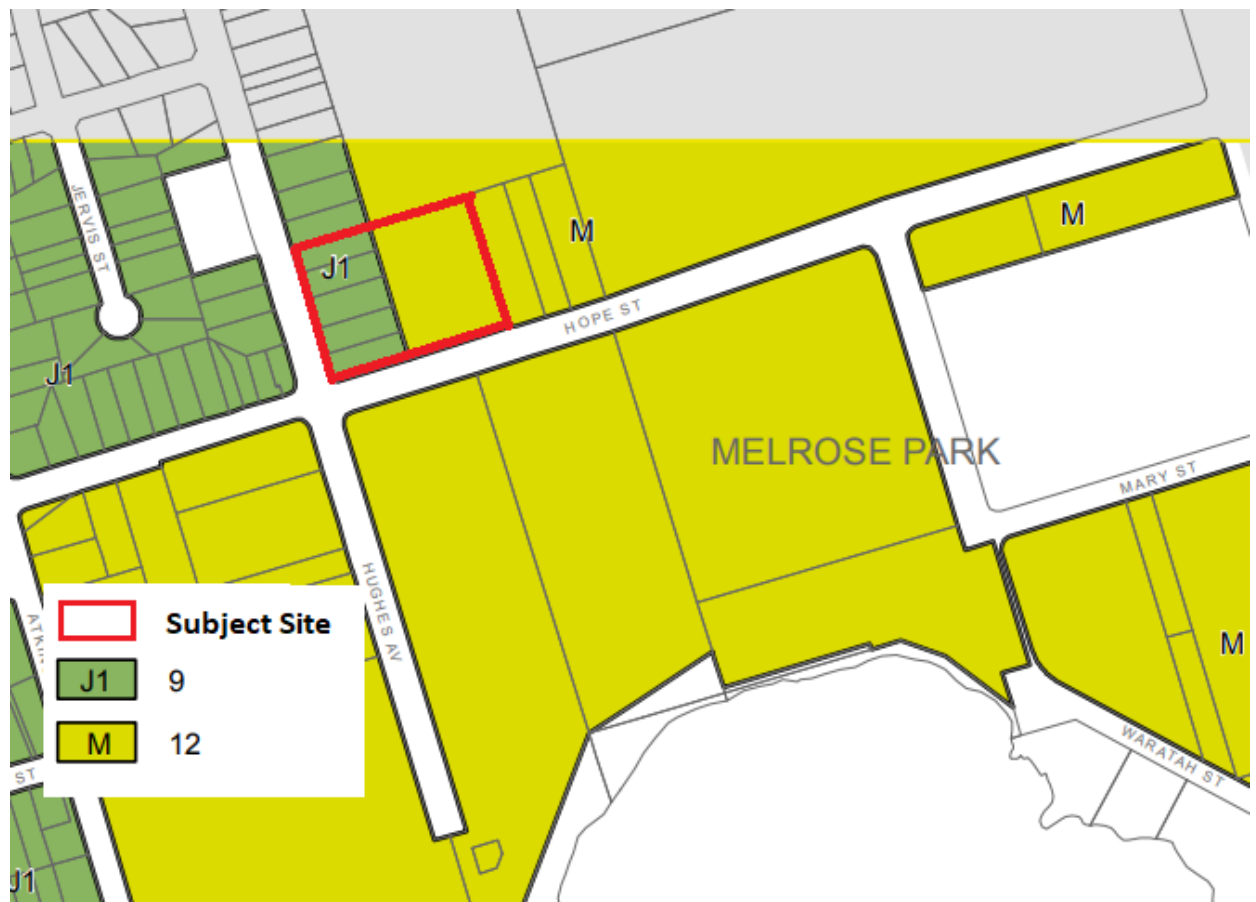 JERVIS ST
M
M
J1
HOPE ST
J1
MELROSE PARK
MARY ST
HUGHES AV
Subject Site
J1 9
M 12
M
WARATAH ST
ST
J1